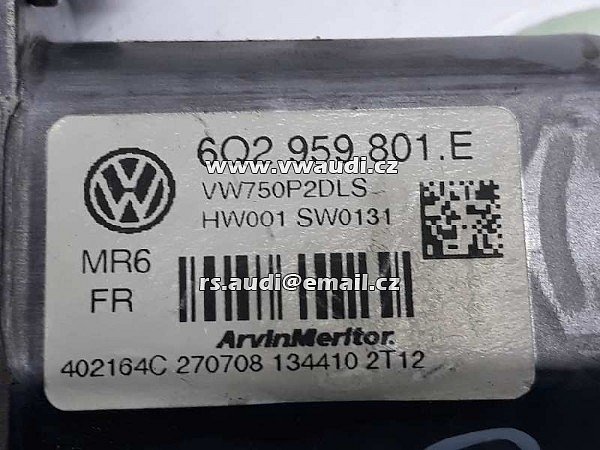 6Q2 959 801.E
www.vwaudi.cz
VW750P2DLS
HW001 SW0131
MR6
FR
rs.audi@email.cz
ArvinMeritor.
402164C 270708 134410 2T12